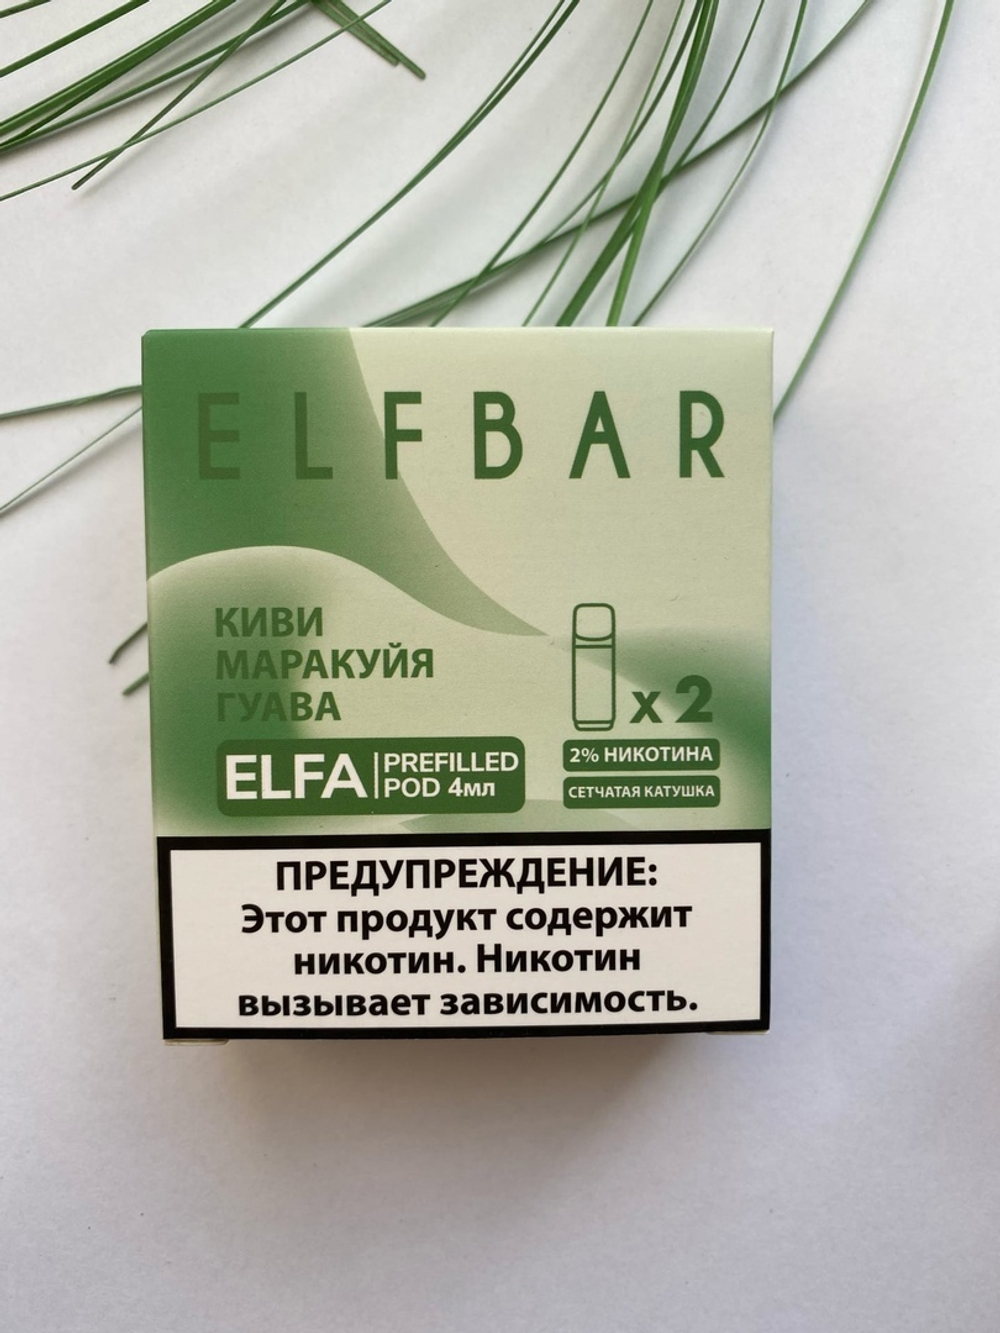 ELFBAR
КИВИ
МАРАКУЙЯ
ГУАВА
ELFA PREFILLED
POD 4мл
x 2
2% НИКОТИНА
СЕТЧАТАЯ КАТУШКА
ПРЕДУПРЕЖДЕНИЕ:
Этот продукт содержит
никотин. Никотин
вызывает зависимость.